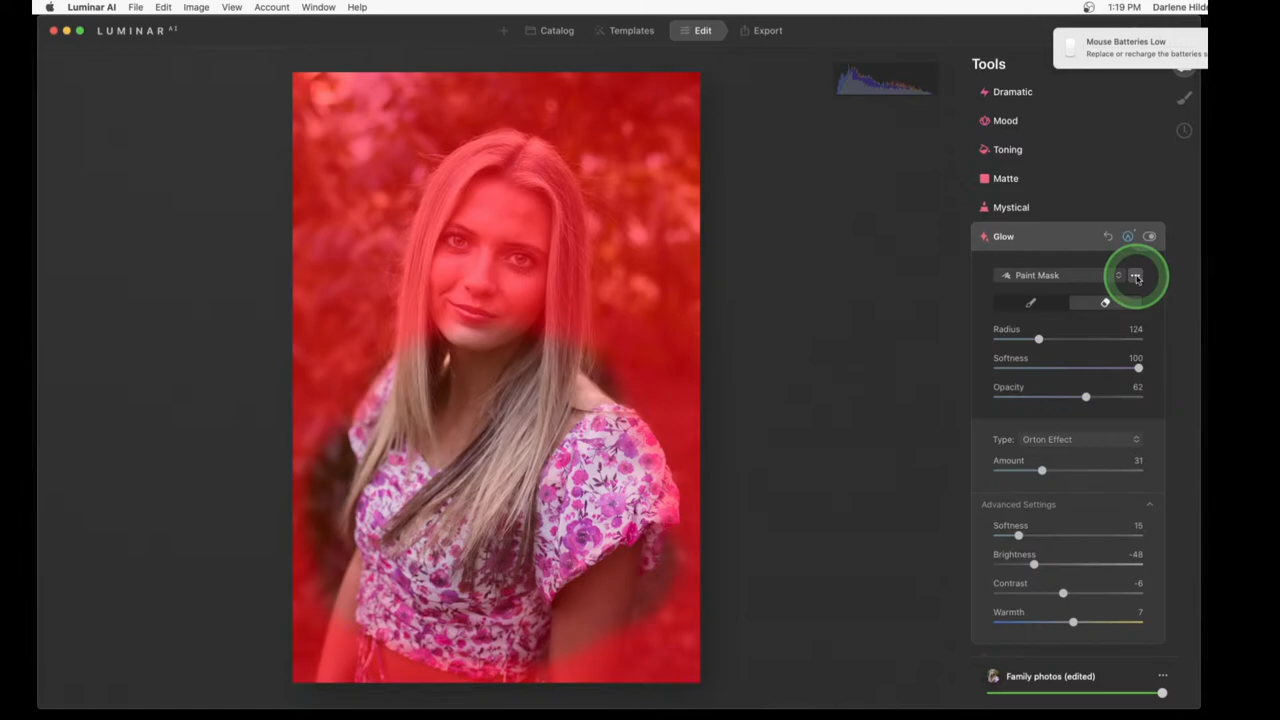 Luminar AI File Edit Image View Account Window Help 1:19 PM Darlene Hild
LUMINAR AI Catalog Templates Edit Export
Mouse Batteries Low
Replace or recharge the batteries s
Tools
Dramatic
Mood
Toning
Matte
Mystical
Glow
Paint Mask
Radius 124
Softness 100
Opacity 62
Type: Orton Effect
Amount 31
Advanced Settings
Softness 15
Brightness -48
Contrast -6
Warmth 7
Family photos (edited)